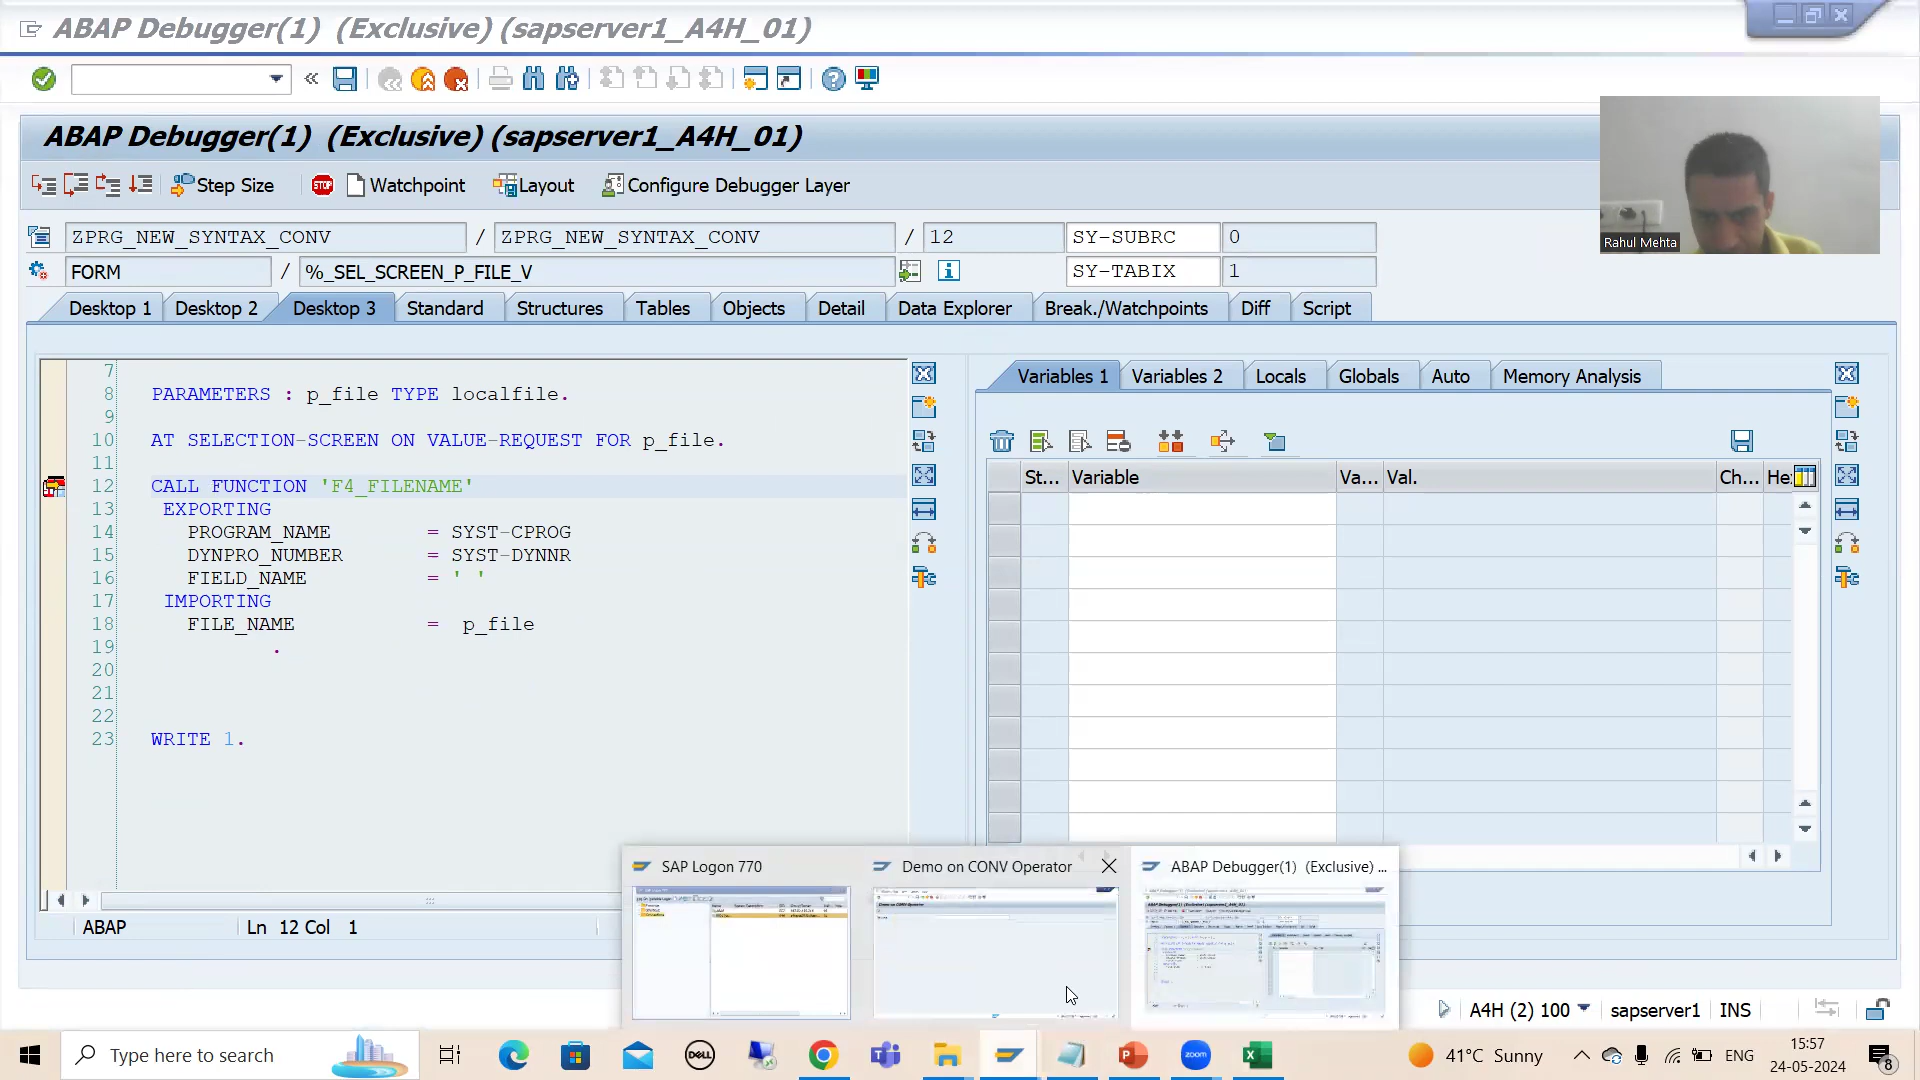 ABAP Debugger(1) (Exclusive) (sapserver1_A4H_01)
ABAP Debugger(1) (Exclusive) (sapserver1_A4H_01)
Step Size
STOP
Watchpoint
Layout
Configure Debugger Layer
Rahul Mehta
ZPRG_NEW_SYNTAX_CONV / ZPRG_NEW_SYNTAX_CONV / 12 SY-SUBRC 0
FORM / %_SEL_SCREEN_P_FILE_V SY-TABIX 1
Desktop 1 Desktop 2 Desktop 3 Standard Structures Tables Objects Detail Data Explorer Break./Watchpoints Diff Script
Variables 1 Variables 2 Locals Globals Auto Memory Analysis
St... Variable Va... Val. Ch... He
7
8 PARAMETERS : p_file TYPE localfile.
9
10 AT SELECTION-SCREEN ON VALUE-REQUEST FOR p_file.
11
12 CALL FUNCTION 'F4_FILENAME'
13 EXPORTING
14 PROGRAM_NAME = SYST-CPROG
15 DYNPRO_NUMBER = SYST-DYNNR
16 FIELD_NAME = ' '
17 IMPORTING
18 FILE_NAME = p_file
19 .
20
21
22
23 WRITE 1.
ABAP Ln 12 Col 1
SAP Logon 770
Demo on CONV Operator
ABAP Debugger(1) (Exclusive) ...
A4H (2) 100 sapserver1 INS
Type here to search
DELL
zoom
41°C Sunny
ENG
15:57
24-05-2024
8